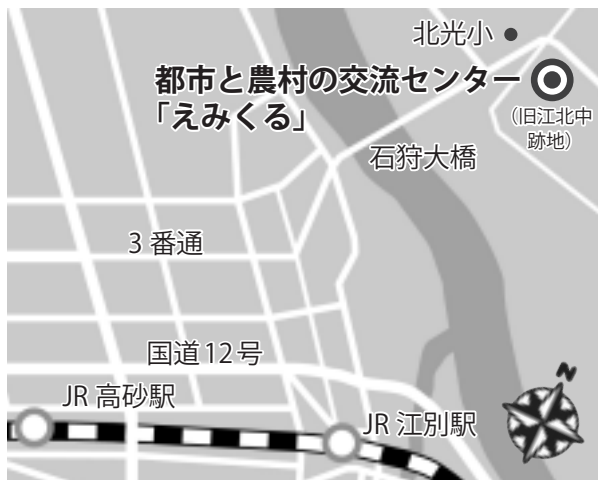 北光小
都市と農村の交流センター
「えみくる」
(旧江北中
跡地)
石狩大橋
3番通
国道12号
JR 高砂駅
JR 江別駅
N